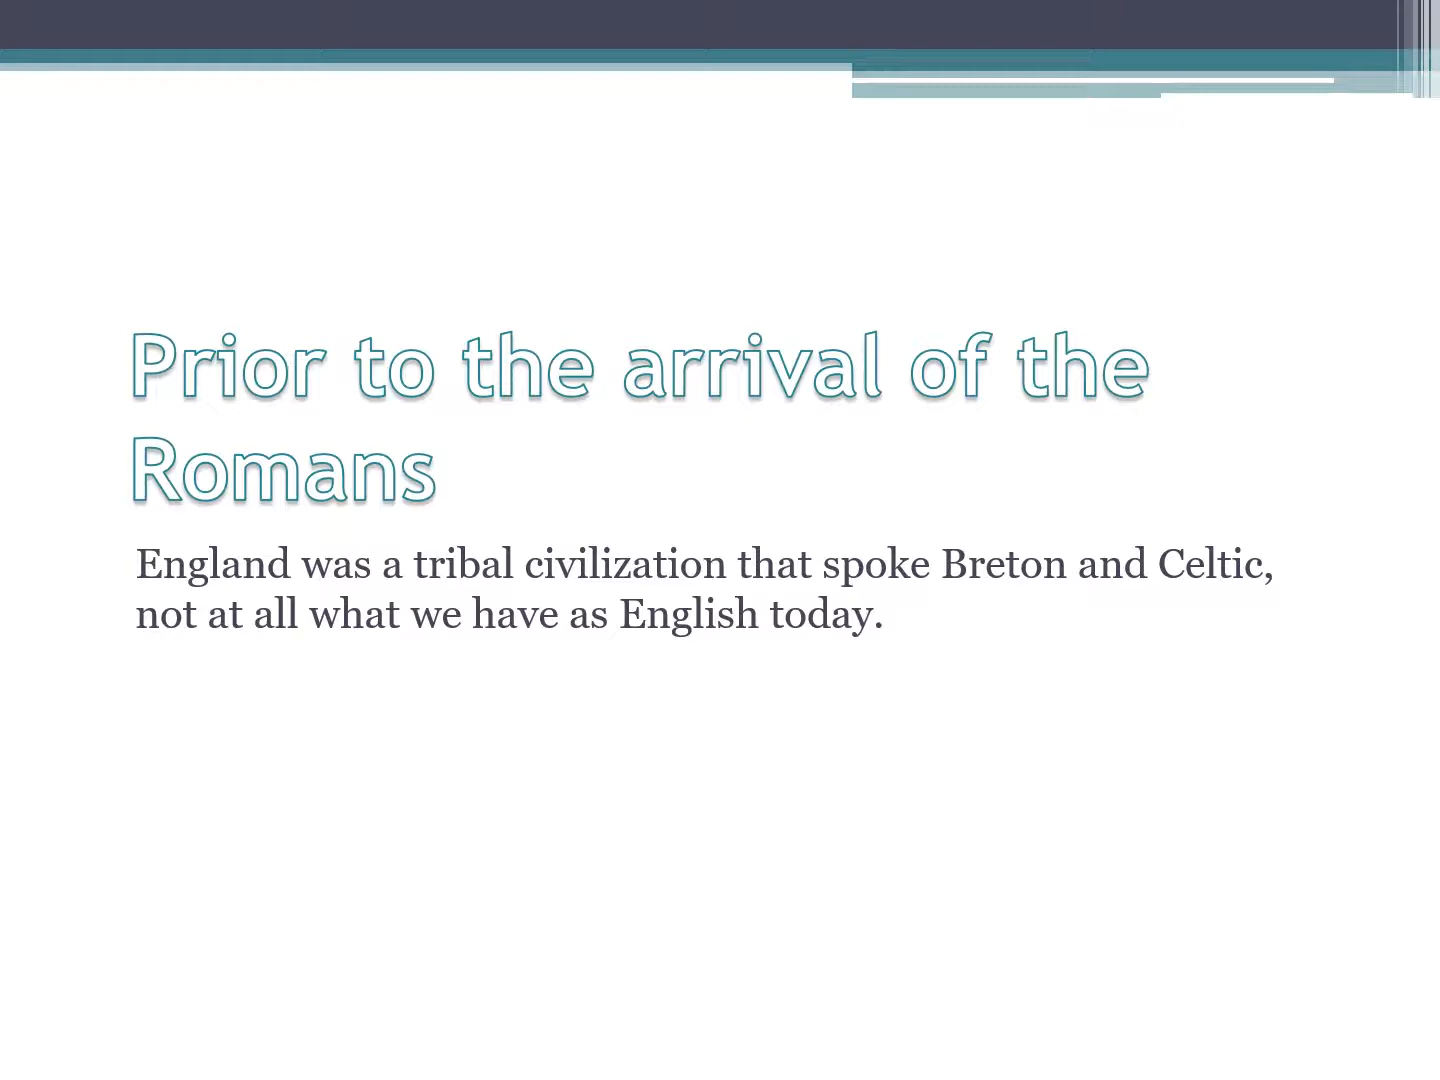 Prior to the arrival of the
Romans
England was a tribal civilization that spoke Breton and Celtic,
not at all what we have as English today.